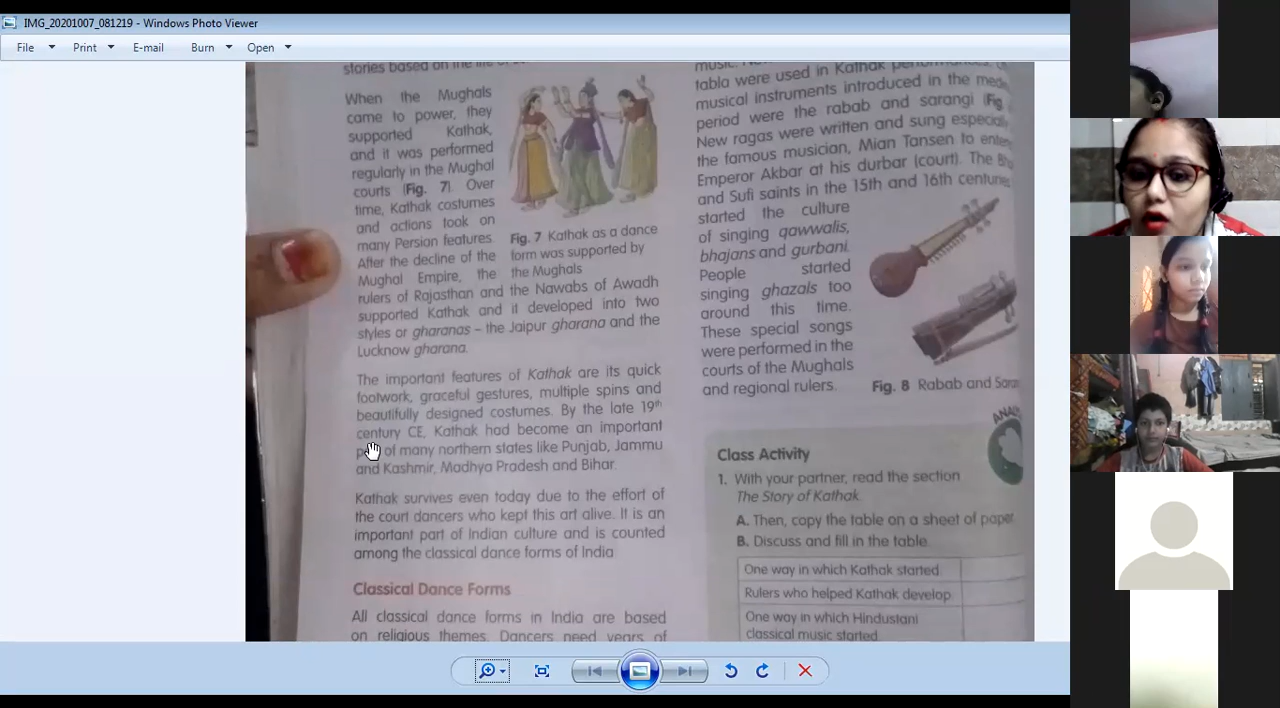 IMG_20201007_081219 - Windows Photo Viewer
File Print E-mail Burn Open
stories based on the life of
When the Mughals
came to power, they
supported Kathak,
and it was performed
regularly in the Mughal
courts (Fig. 7). Over
time, Kathak costumes
and actions took on
many Persian features.
After the decline of the
Mughal Empire, the
rulers of Rajasthan and the Nawabs of Awadh
supported Kathak and it developed into two
styles or gharanas – the Jaipur gharana and the
Lucknow gharana.
Fig. 7 Kathak as a dance
form was supported by
the Mughals
The important features of Kathak are its quick
footwork, graceful gestures, multiple spins and
beautifully designed costumes. By the late 19th
century CE, Kathak had become an important
of many northern states like Punjab, Jammu
and Kashmir, Madhya Pradesh and Bihar.
Kathak survives even today due to the effort of
the court dancers who kept this art alive. It is an
important part of Indian culture and is counted
among the classical dance forms of India
Classical Dance Forms
All classical dance forms in India are based
on religious themes. Dancers need years of
music.
tabla were used in Kathak performances.
musical instruments introduced in the
period were the rabab and sarangi (Fig.
New ragas were written and sung
the famous musician, Mian Tansen to
Emperor Akbar at his durbar (court). The
and Sufi saints in the 15th and 16th centuries
started the culture
of singing qawwalis,
bhajans and gurbani.
People started
singing ghazals too
around this time.
These special songs
were performed in the
courts of the Mughals
and regional rulers.
Fig. 8 Rabab and
Class Activity
1. With your partner, read the section
The Story of Kathak.
A. Then, copy the table on a sheet of paper
B. Discuss and fill in the table.
One way in which Kathak started.
Rulers who helped Kathak develop
One way in which Hindustani
classical music started